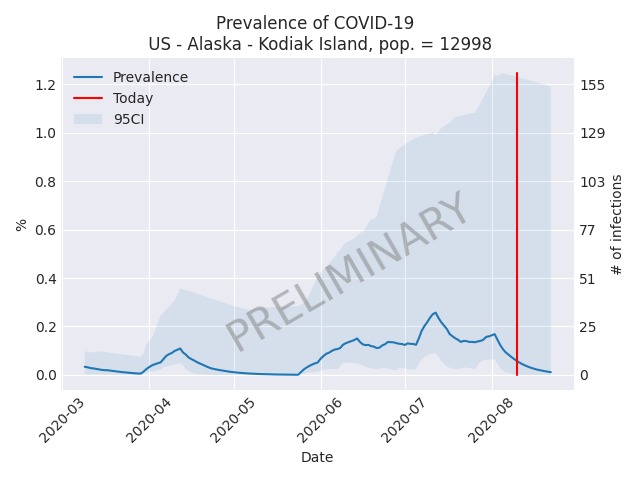 Prevalence of COVID-19
US - Alaska - Kodiak Island, pop. = 12998
Prevalence
Today
95CI
PRELIMINARY
%
1.2
1.0
0.8
0.6
0.4
0.2
0.0
155
129
103
77
51
25
0
# of infections
2020-03
2020-04
2020-05
2020-06
2020-07
2020-08
Date